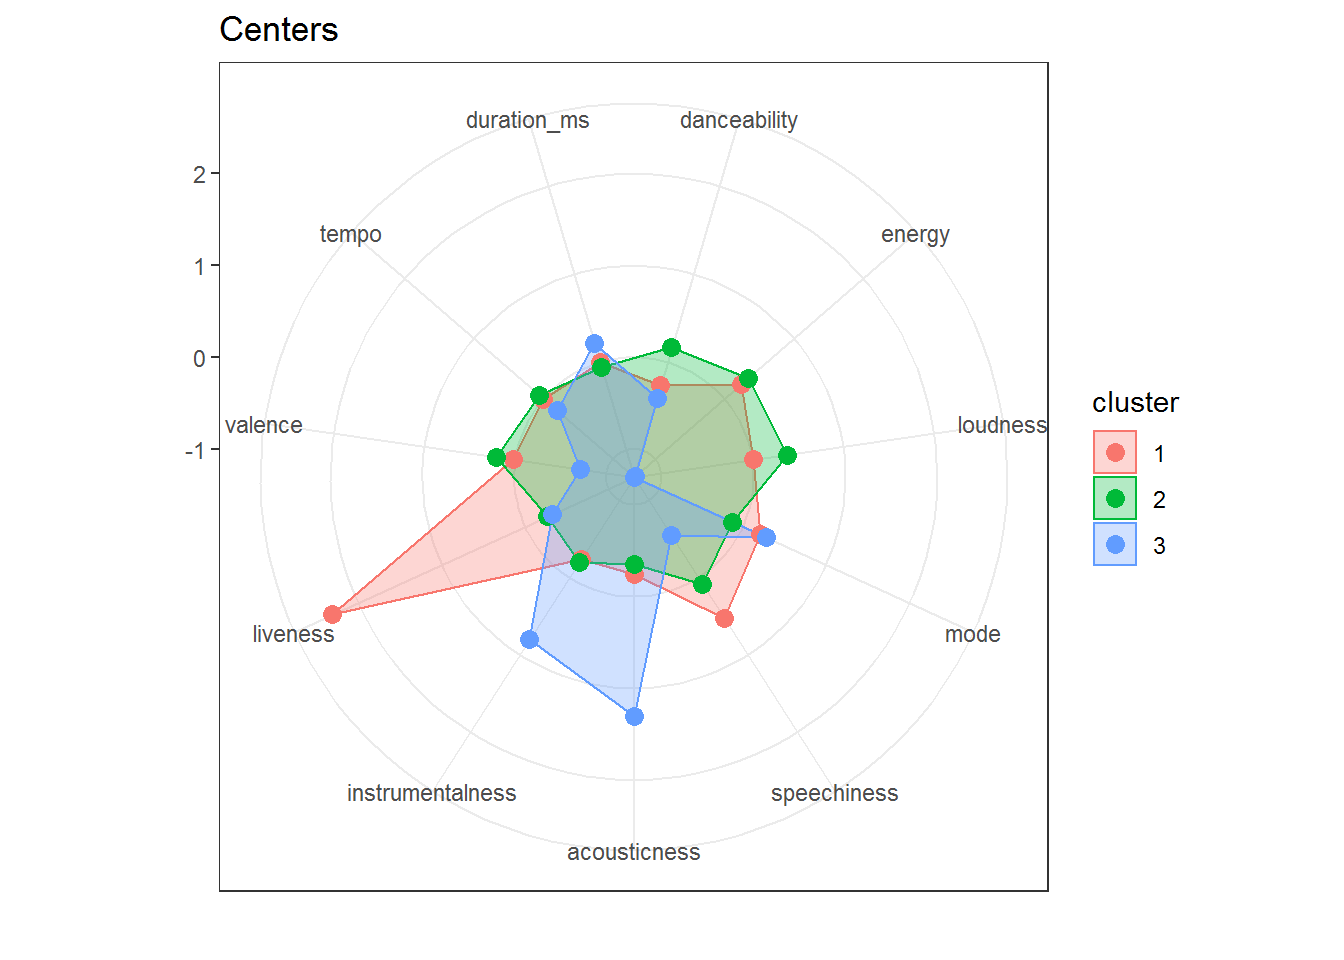 Centers
duration_ms
danceability
2
tempo
energy
1
0
valence
loudness
-1
cluster
1
2
3
liveness
mode
instrumentalness
speechiness
acousticness